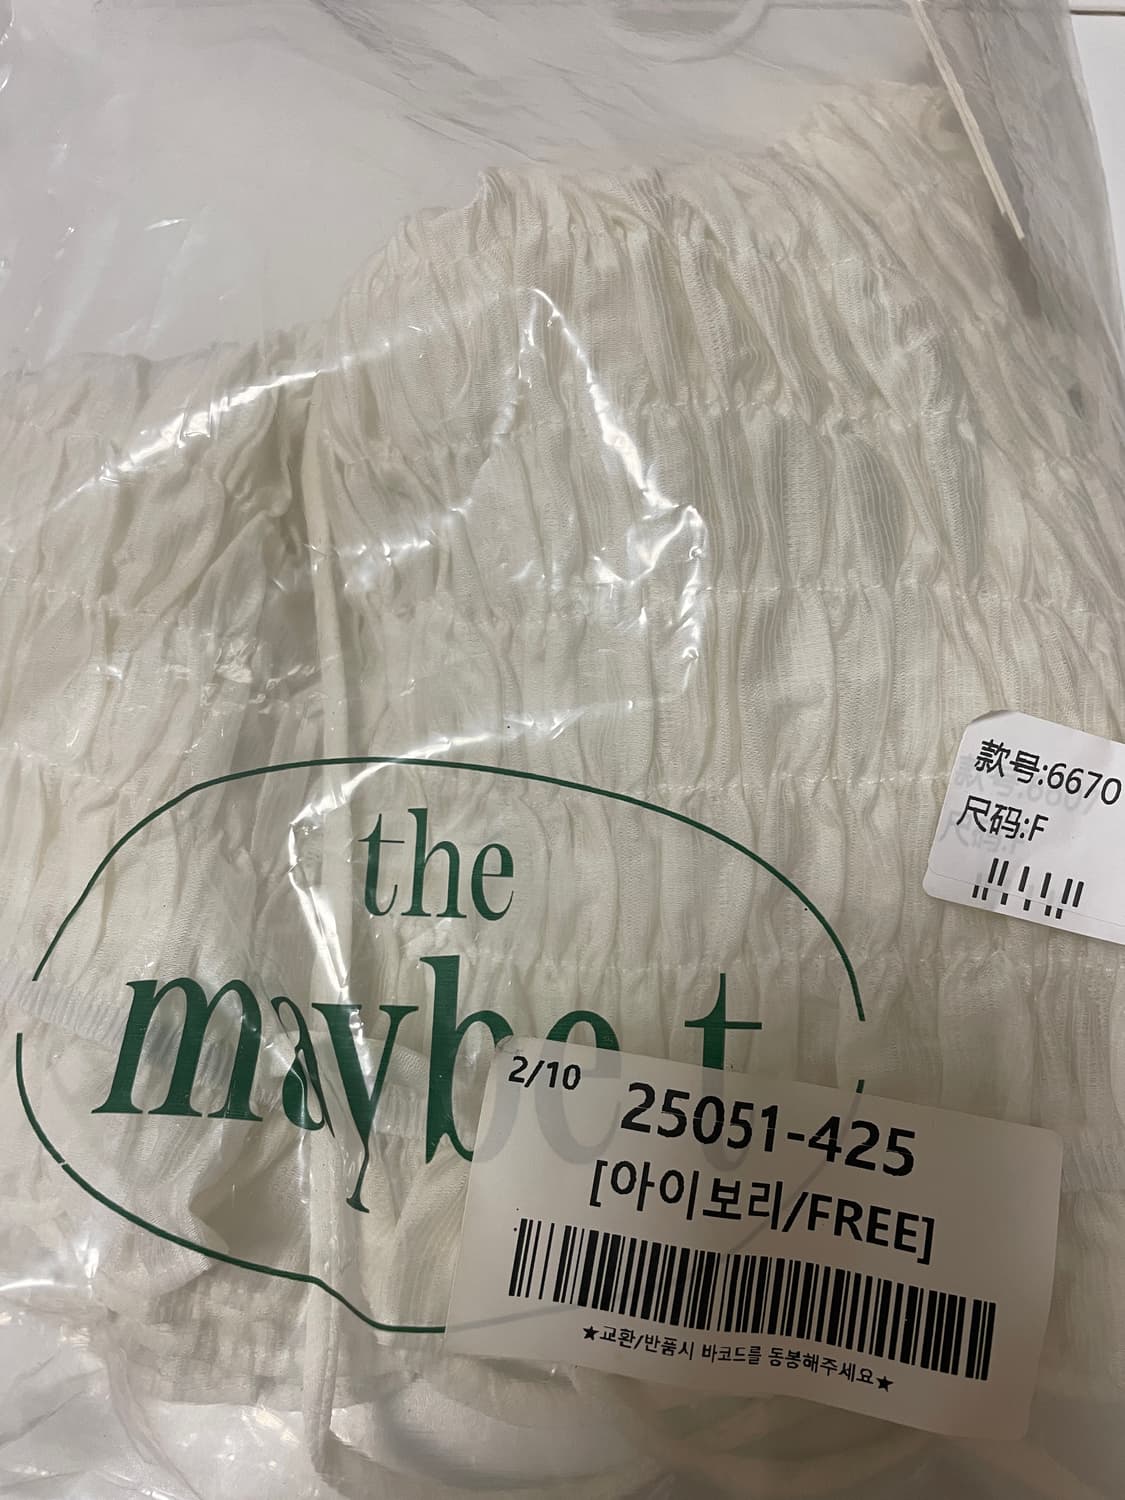 款号:6670
尺码:F
the
maybe t
2/10
25051-425
[아이보리/FREE]
★교환/반품시 바코드를 동봉해주세요★